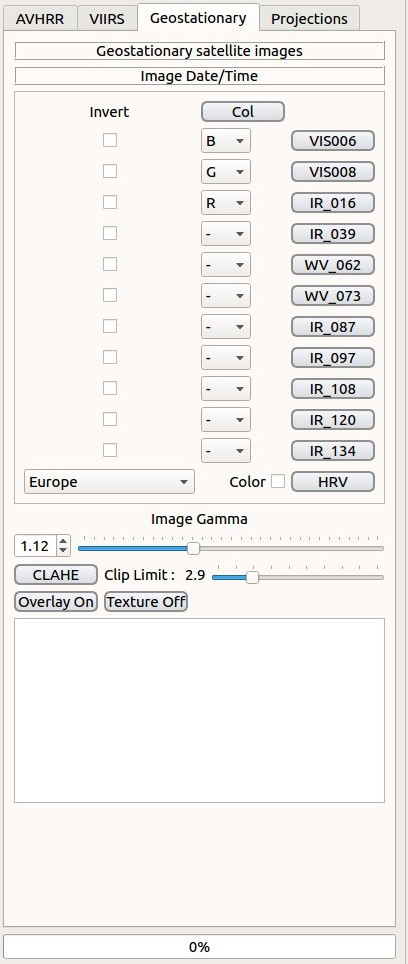 AVHRR VIIRS Geostationary Projections
Geostationary satellite images
Image Date/Time
Invert Col
B VIS006
G VIS008
R IR_016
- IR_039
- WV_062
- WV_073
- IR_087
- IR_097
- IR_108
- IR_120
- IR_134
Europe Color HRV
Image Gamma
1.12
CLAHE Clip Limit : 2.9
Overlay On Texture Off
0%